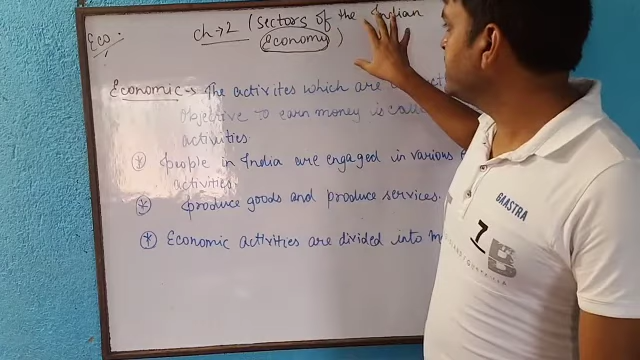 Eco.
ch→2 (Sectors of the Indian
Economy)
Economic→ The activites which are
objective to earn money is
activities
* people in India are engaged in various
activities.
* produce goods and produce services.
* Economic activities are divided into
GAASTRA
1
B